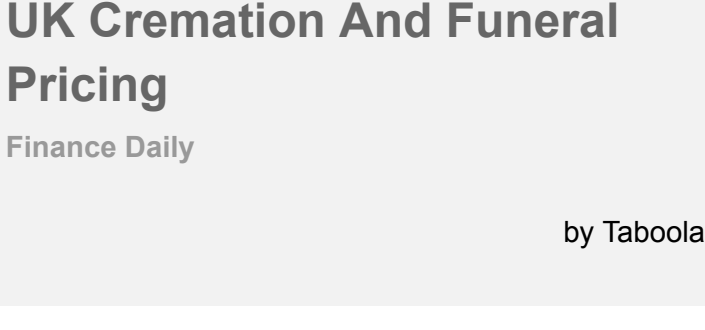 UK Cremation And Funeral
Pricing
Finance Daily
by Taboola